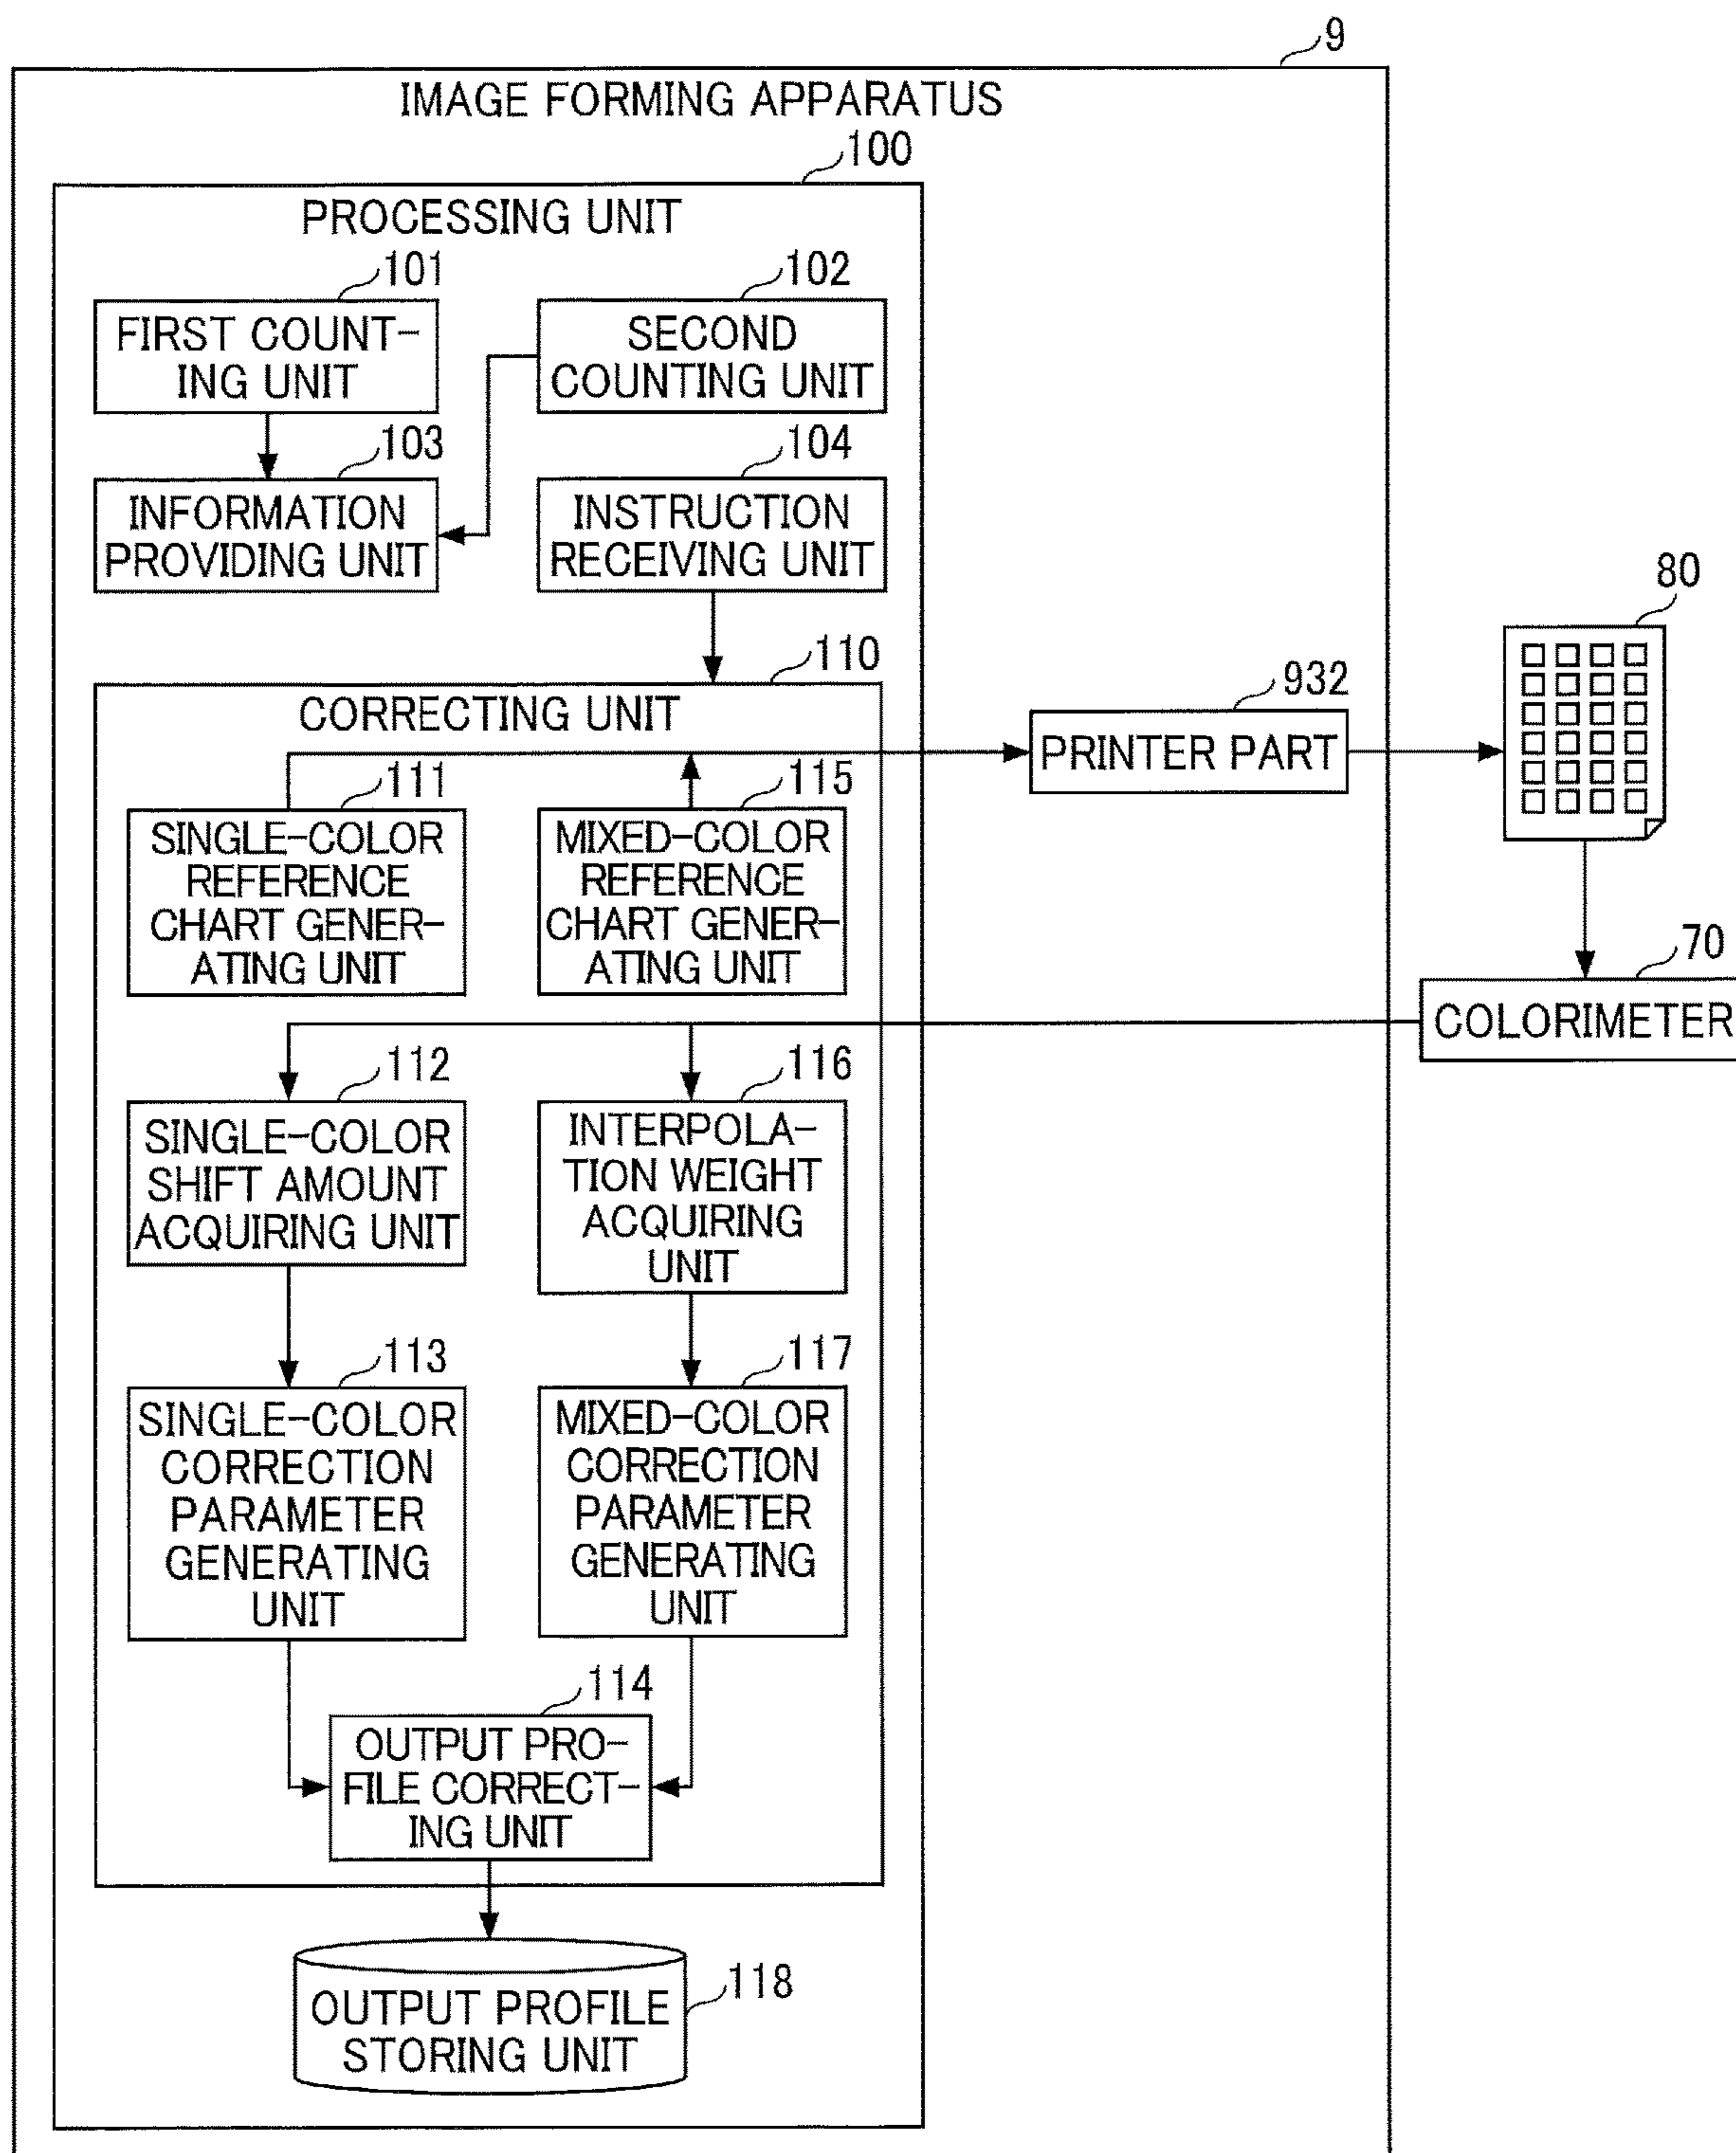 9
IMAGE FORMING APPARATUS
100
PROCESSING UNIT
101
FIRST COUNT-
ING UNIT
102
SECOND
COUNTING UNIT
103
INFORMATION
PROVIDING UNIT
104
INSTRUCTION
RECEIVING UNIT
110
CORRECTING UNIT
932
PRINTER PART
80
111
SINGLE-COLOR
REFERENCE
CHART GENER-
ATING UNIT
115
MIXED-COLOR
REFERENCE
CHART GENER-
ATING UNIT
70
COLORIMETER
112
SINGLE-COLOR
SHIFT AMOUNT
ACQUIRING UNIT
116
INTERPOLA-
TION WEIGHT
ACQUIRING
UNIT
113
SINGLE-COLOR
CORRECTION
PARAMETER
GENERATING
UNIT
117
MIXED-COLOR
CORRECTION
PARAMETER
GENERATING
UNIT
114
OUTPUT PRO-
FILE CORRECT-
ING UNIT
118
OUTPUT PROFILE
STORING UNIT